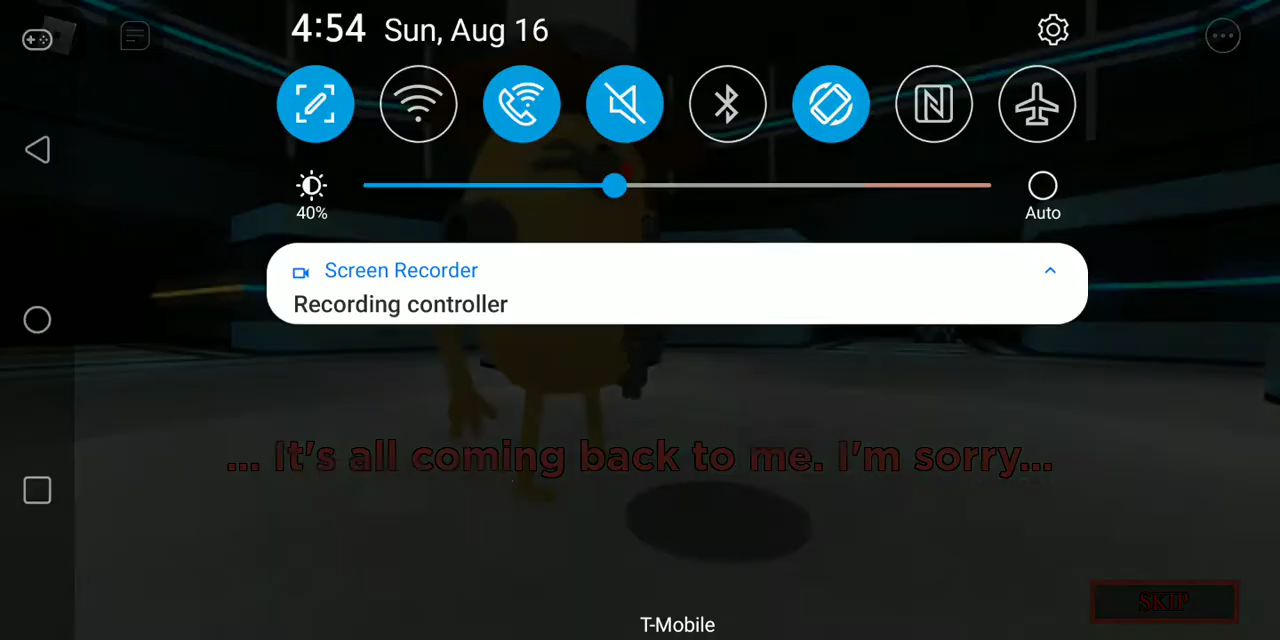 4:54 Sun, Aug 16
40%
Auto
Screen Recorder
Recording controller
... It's all coming back to me. I'm sorry...
SKIP
T-Mobile